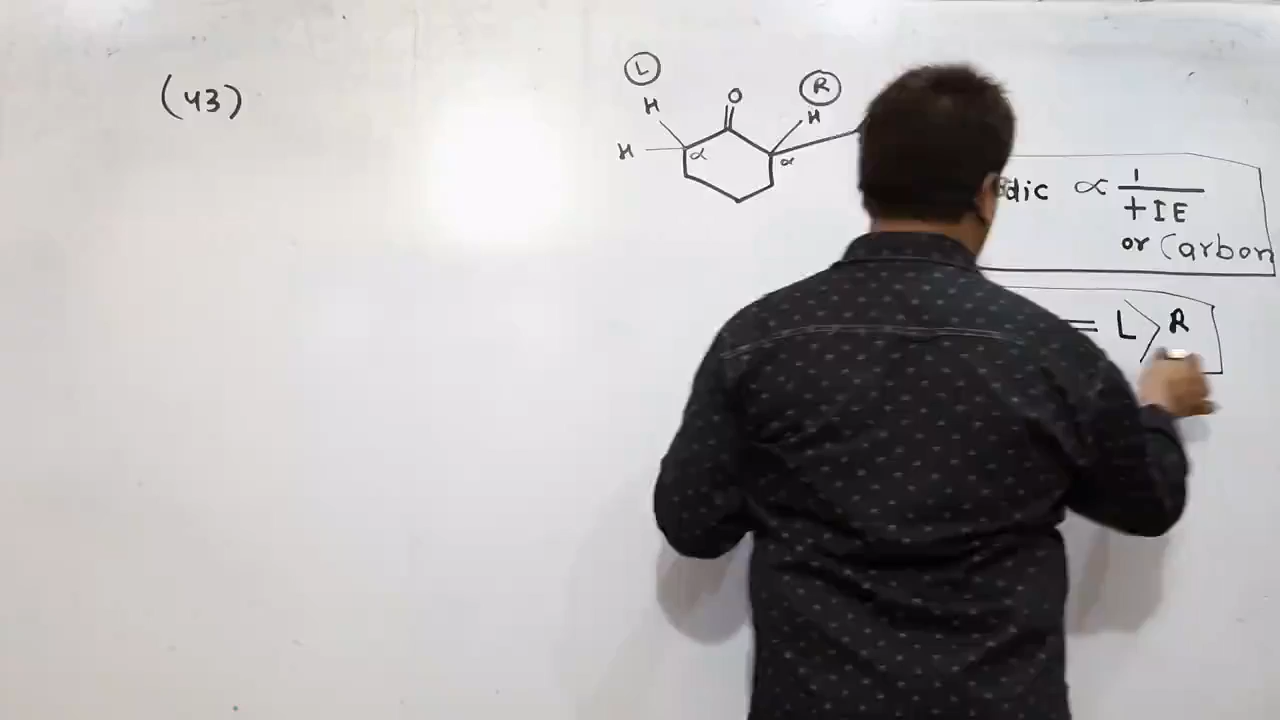 (43)
L
R
H
O
H
H
α
α
dic ∝ 1
+IE
or Carbon
= L > R